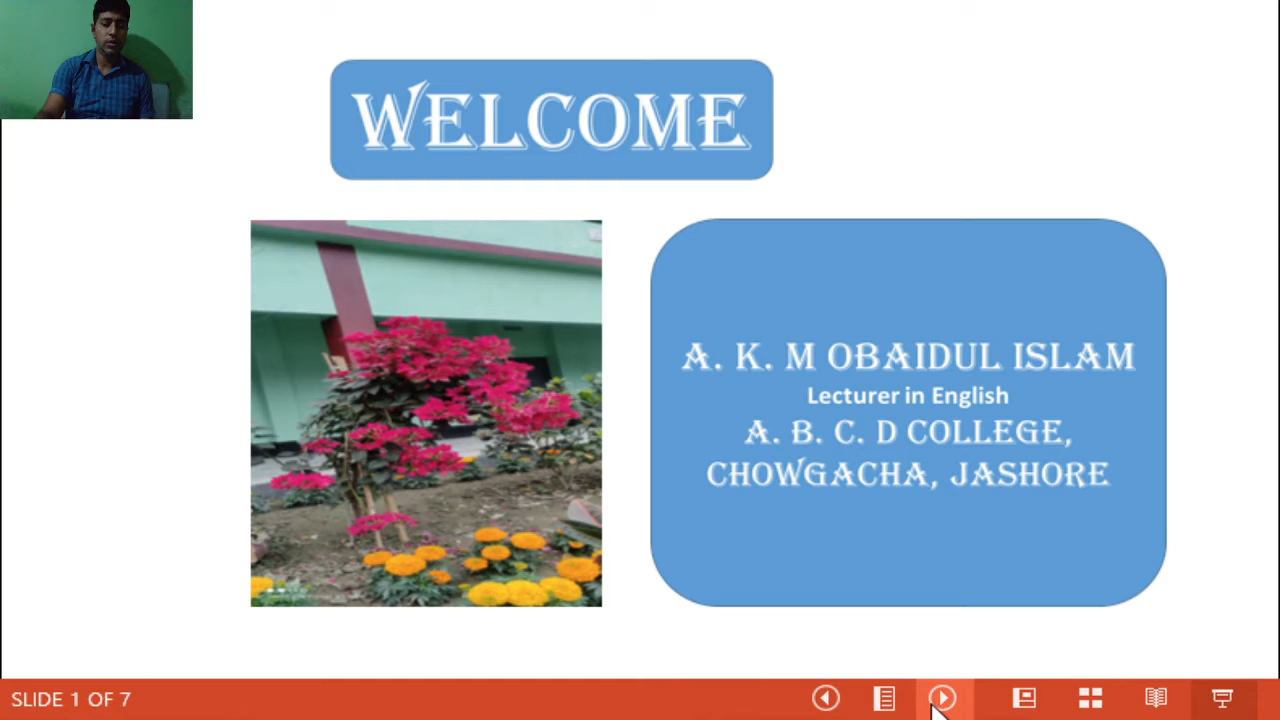 WELCOME
A. K. M OBAIDUL ISLAM
Lecturer in English
A. B. C. D COLLEGE,
CHOWGACHA, JASHORE
SLIDE 1 OF 7